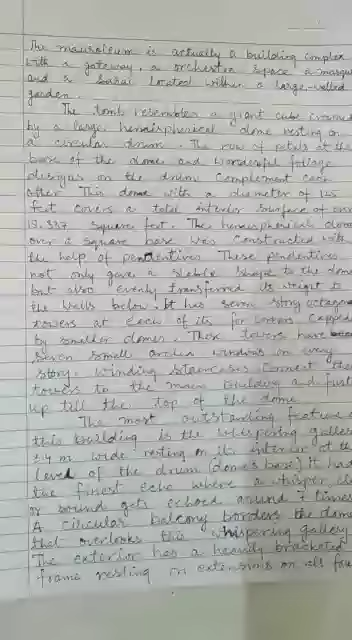 The mausoleum is actually a building complex
with a gateway, a orchestra space a mosque
and a Sarai located within a large-walled
garden.
The tomb resembles a giant cube crowned
by a large hemispherical dome resting on
a circular drum. The row of petals at the
base of the dome and wonderful foliage
designs on the drum complement each
other This dome with a diameter of 125
feet covers a total interior surface of over
18,337 square feet. The hemispherical dome
over a square base was constructed with
the help of pendentives These pendentives
not only gave a stable shape to the dome
but also evenly transferred its weight to
the walls below. It has seven story octagonal
towers at each of its corners capped
by smaller domes. These towers have
seven small arches windows on every
story. Winding staircases connect the
towers to the main building and just
up till the top of the dome
The most outstanding feature of
this building is the whispering gallery
3.4 m wide resting on its interior at the
level of the drum (dome's base) It has
the finest echo where a whisper,
or sound gets echoed around 7 times
A circular balcony borders the dome
that overlooks this whispering gallery
The exterior has a heavily bracketed
frame resting in extensions on all four